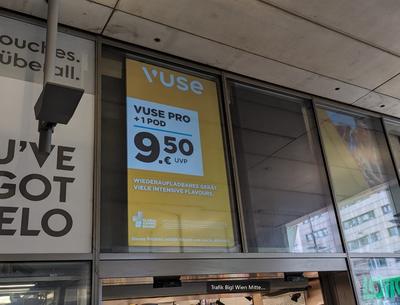 ouches.
überall.
U'VE
GOT
ELO
VUSE
VUSE PRO
+ 1 POD
9.50
€ UVP
WIEDERAUFLADBARES GERÄT
VIELE INTENSIVE FLAVOURS
Trafik Bigl Wien Mitte...